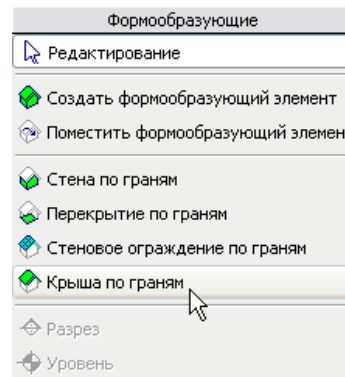 Формообразующие
Редактирование
Создать формообразующий элемент
Поместить формообразующий элемен
Стена по граням
Перекрытие по граням
Стеновое ограждение по граням
Крыша по граням
Разрез
Уровень